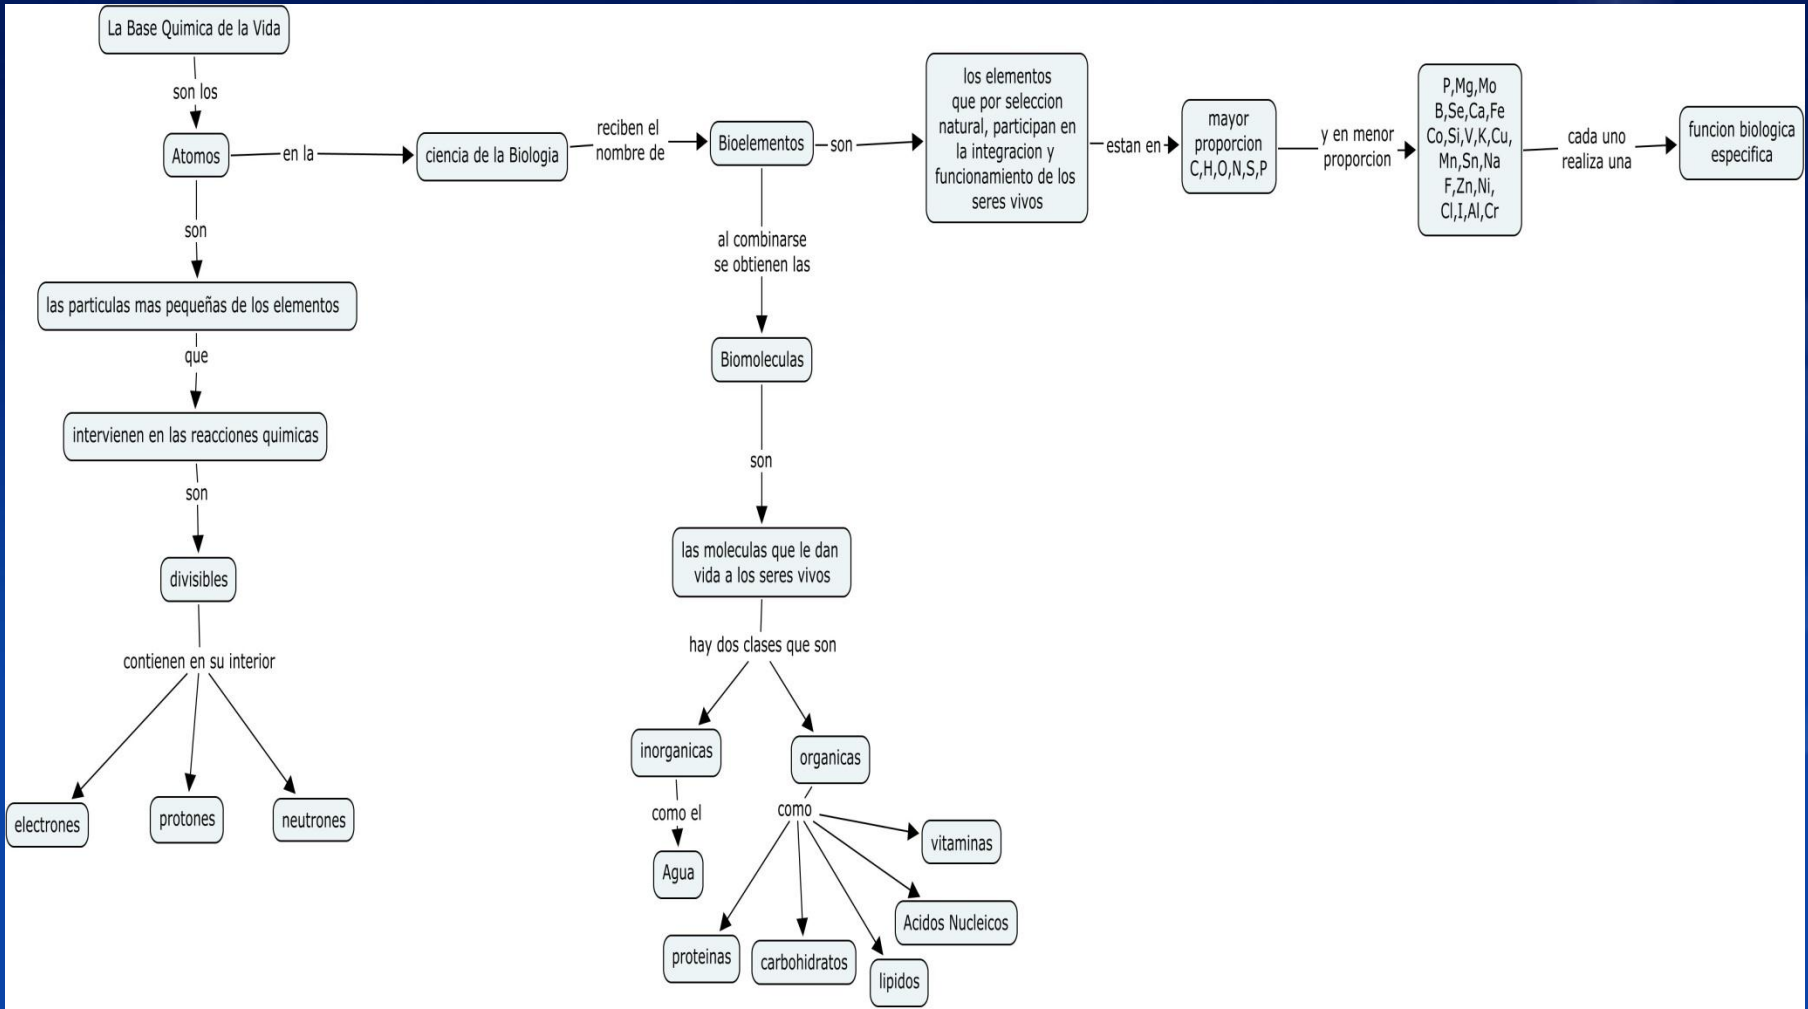 La Base Quimica de la Vida
son los
Atomos
en la
ciencia de la Biologia
reciben el
nombre de
Bioelementos
son
los elementos
que por seleccion
natural, participan en
la integracion y
funcionamiento de los
seres vivos
estan en
mayor
proporcion
C,H,O,N,S,P
y en menor
proporcion
P,Mg,Mo
B,Se,Ca,Fe
Co,Si,V,K,Cu,
Mn,Sn,Na
F,Zn,Ni,
Cl,I,Al,Cr
cada uno
realiza una
funcion biologica
especifica
son
las particulas mas pequeñas de los elementos
que
intervienen en las reacciones quimicas
son
divisibles
contienen en su interior
electrones
protones
neutrones
al combinarse
se obtienen las
Biomoleculas
son
las moleculas que le dan
vida a los seres vivos
hay dos clases que son
inorganicas
como el
Agua
organicas
como
proteinas
carbohidratos
lipidos
Acidos Nucleicos
vitaminas